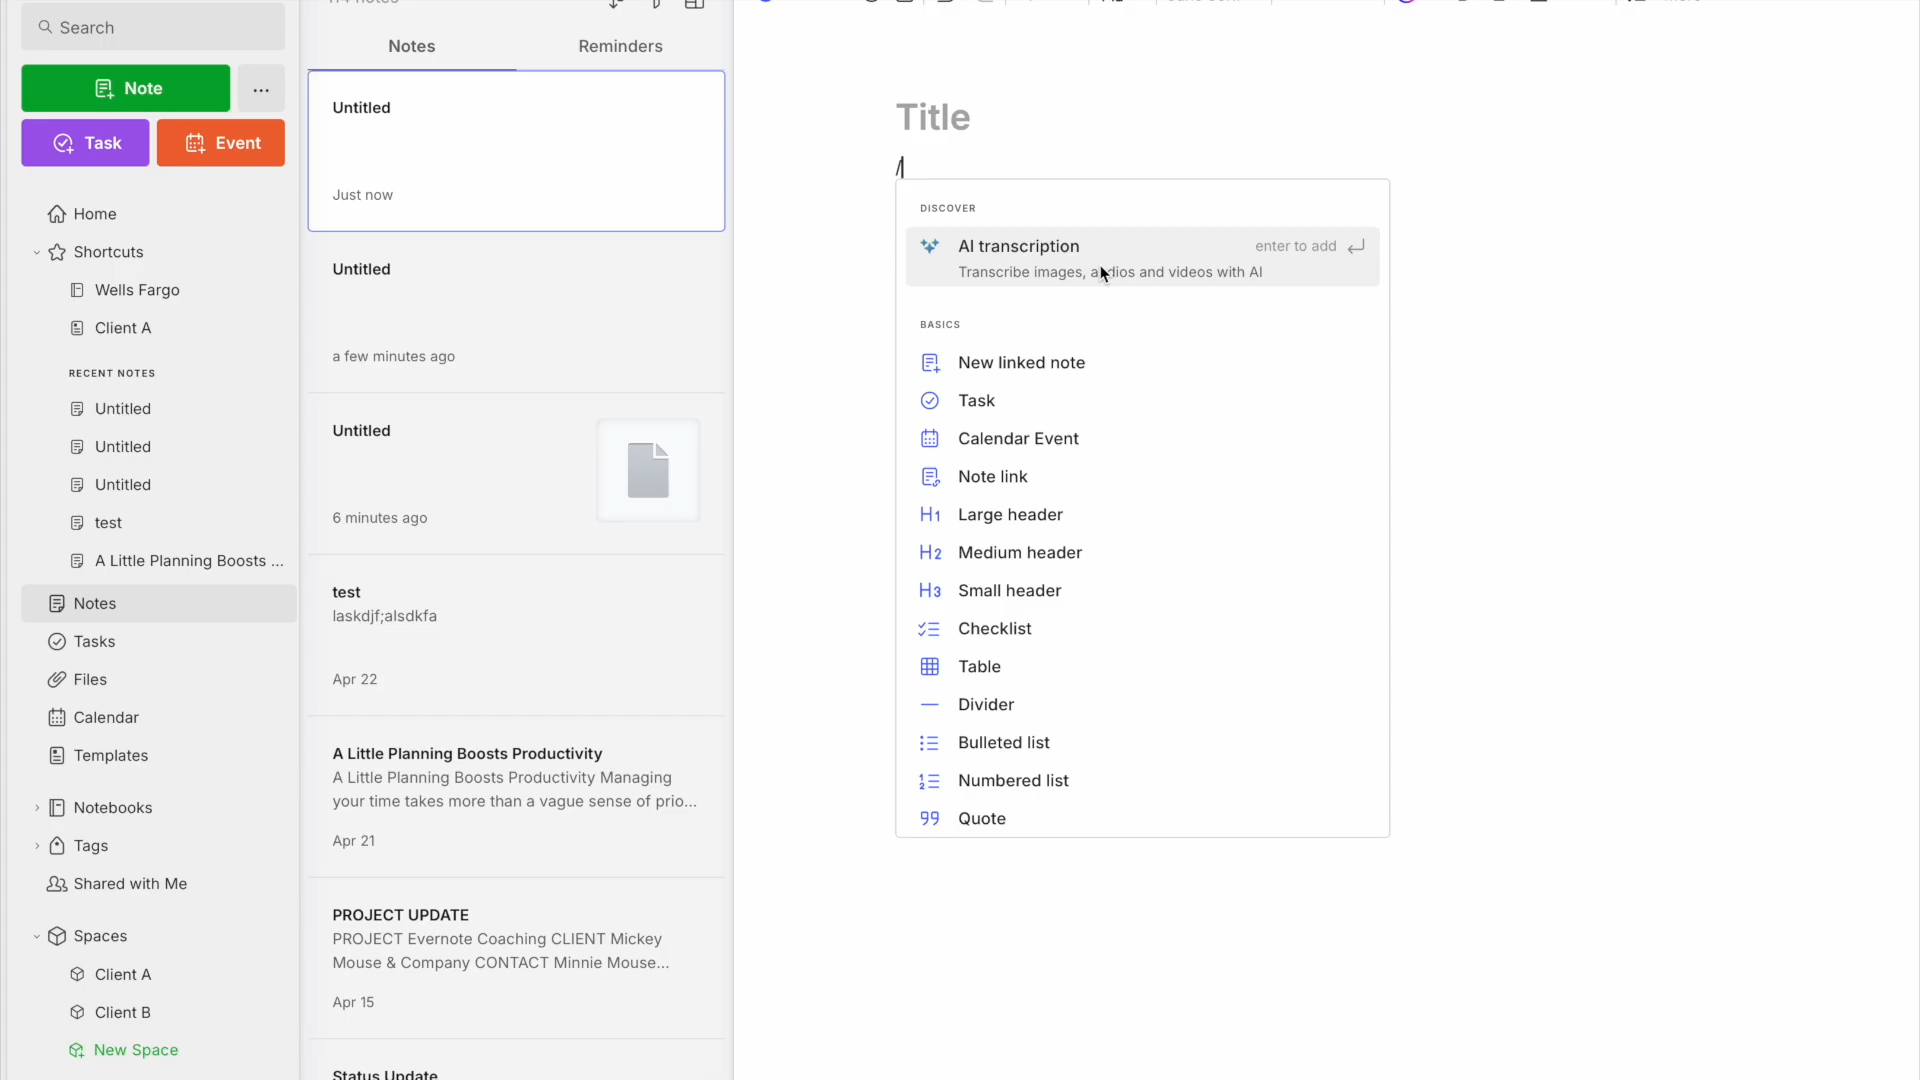 Search
Note
Task
Event
Home
Shortcuts
Wells Fargo
Client A
RECENT NOTES
Untitled
Untitled
Untitled
test
A Little Planning Boosts ...
Notes
Tasks
Files
Calendar
Templates
Notebooks
Tags
Shared with Me
Spaces
Client A
Client B
New Space
Notes
Reminders
Untitled
Just now
Untitled
a few minutes ago
Untitled
6 minutes ago
test
laskdjf;alsdkfa
Apr 22
A Little Planning Boosts Productivity
A Little Planning Boosts Productivity Managing
your time takes more than a vague sense of prio...
Apr 21
PROJECT UPDATE
PROJECT Evernote Coaching CLIENT Mickey
Mouse & Company CONTACT Minnie Mouse...
Apr 15
Status Update
Title
/
DISCOVER
AI transcription
enter to add
Transcribe images, audios and videos with AI
BASICS
New linked note
Task
Calendar Event
Note link
H1 Large header
H2 Medium header
H3 Small header
Checklist
Table
Divider
Bulleted list
Numbered list
Quote